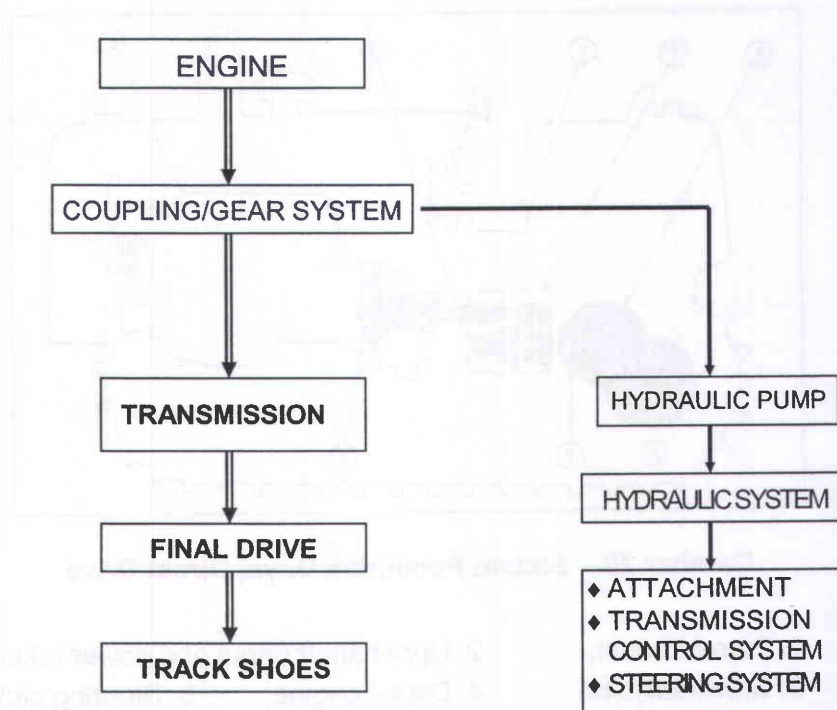 ENGINE
COUPLING/GEAR SYSTEM
TRANSMISSION
HYDRAULIC PUMP
HYDRAULIC SYSTEM
FINAL DRIVE
♦ ATTACHMENT
♦ TRANSMISSION
CONTROL SYSTEM
♦ STEERING SYSTEM
TRACK SHOES